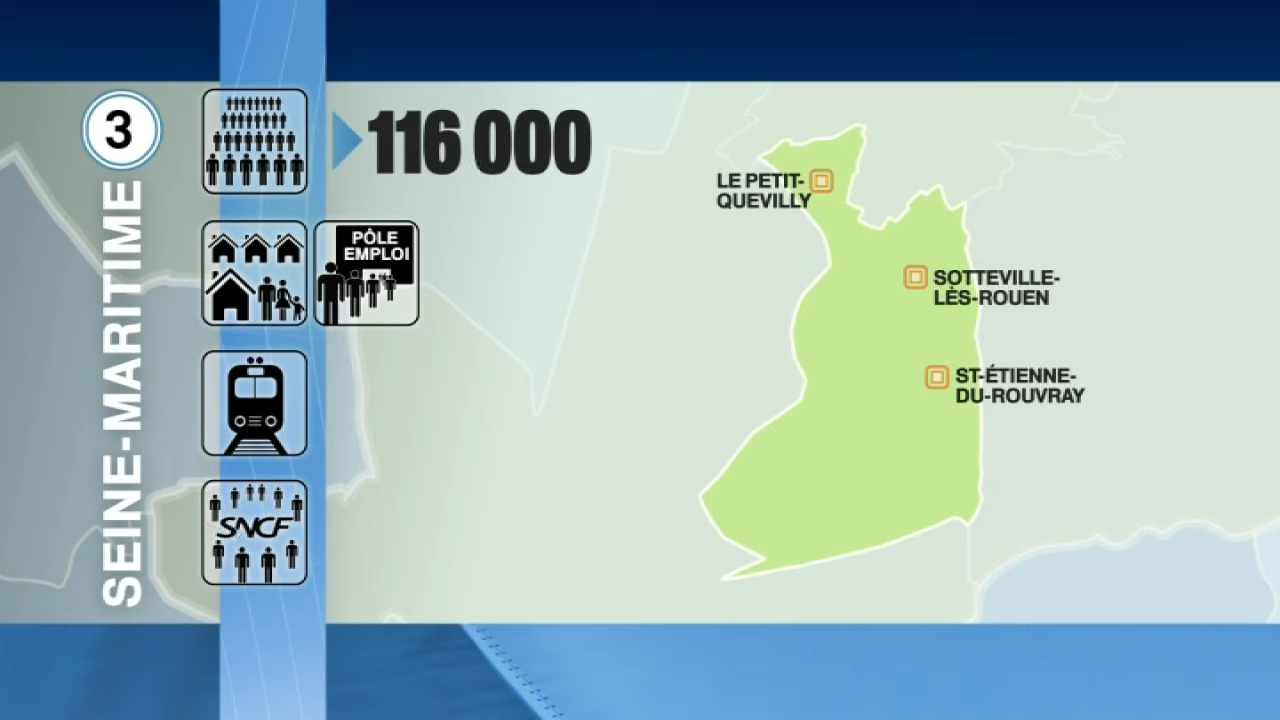 3
SEINE-MARITIME
116 000
PÔLE
EMPLOI
SNCF
LE PETIT-
QUEVILLY
SOTTEVILLE-
LÈS-ROUEN
ST-ÉTIENNE-
DU-ROUVRAY